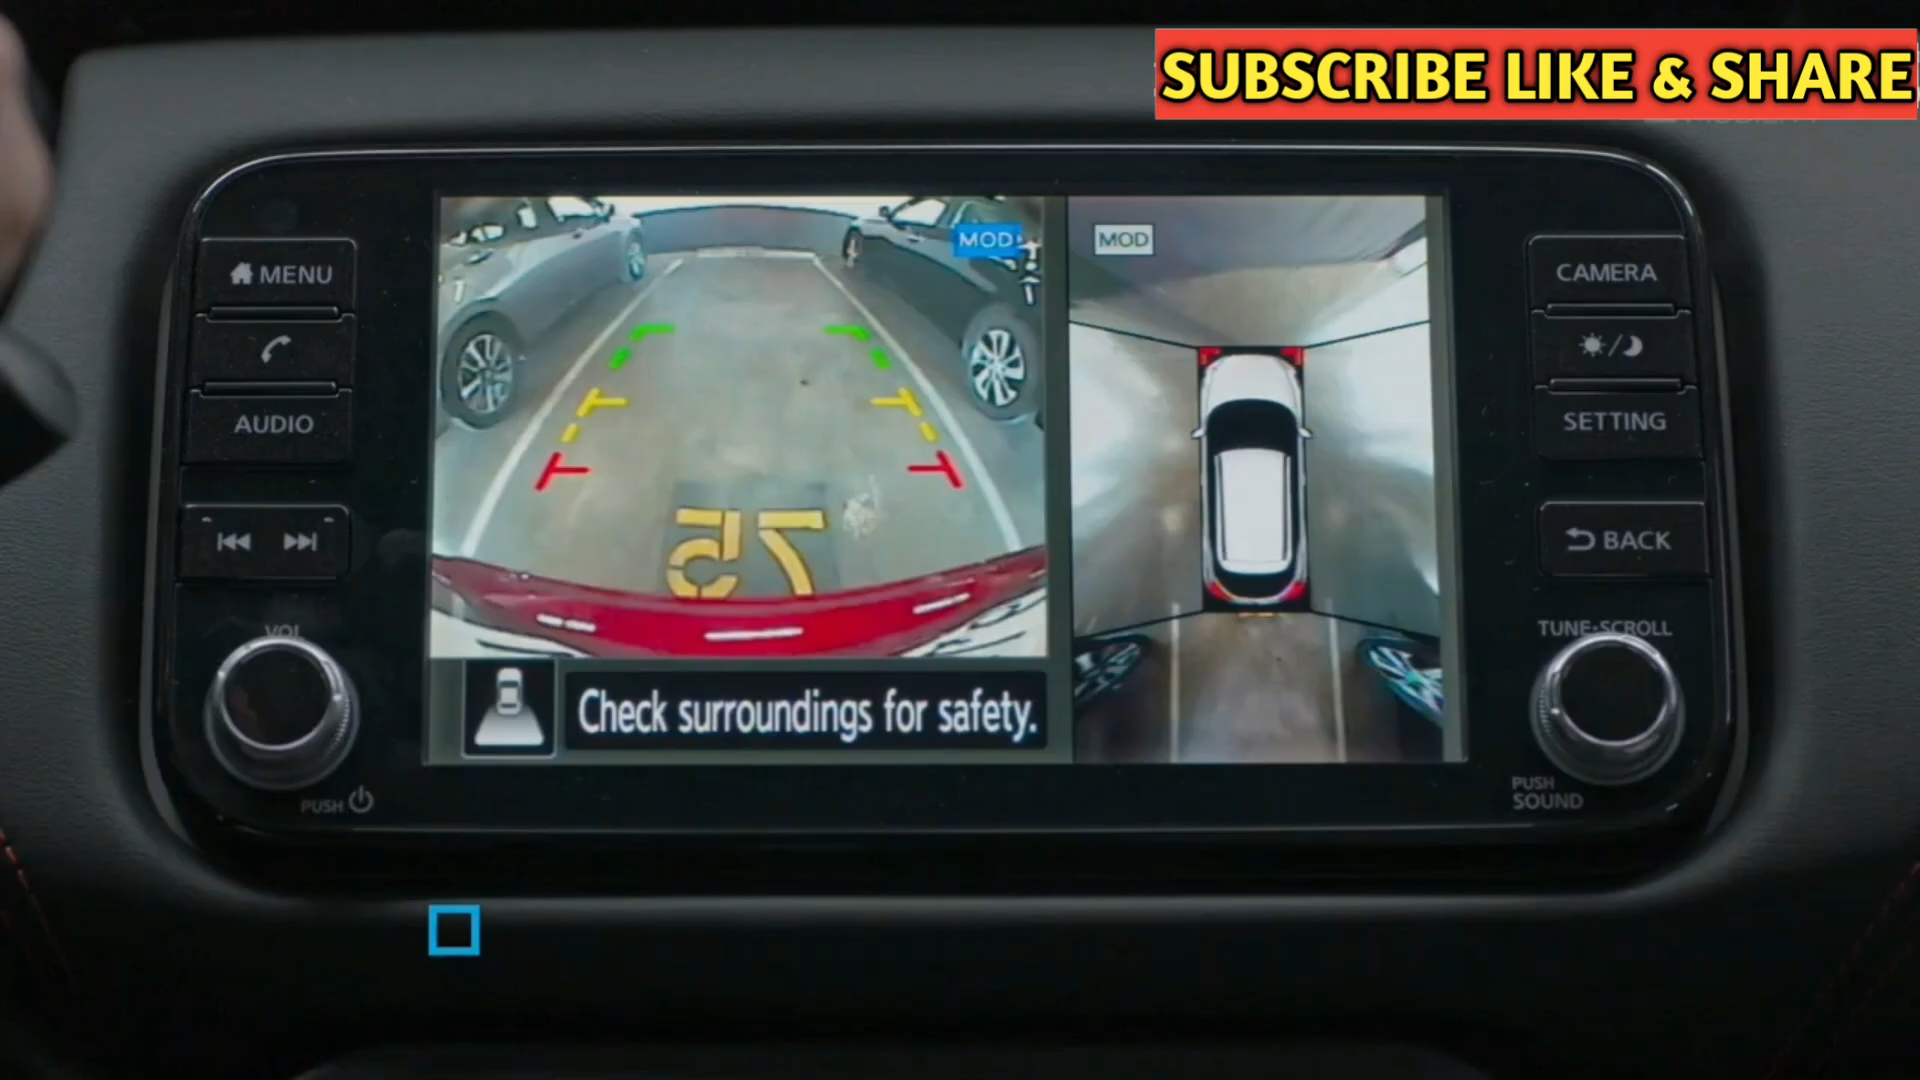 SUBSCRIBE LIKE & SHARE
MENU
AUDIO
VOL
PUSH
MOD
75
Check surroundings for safety.
MOD
CAMERA
SETTING
BACK
TUNE·SCROLL
PUSH
SOUND